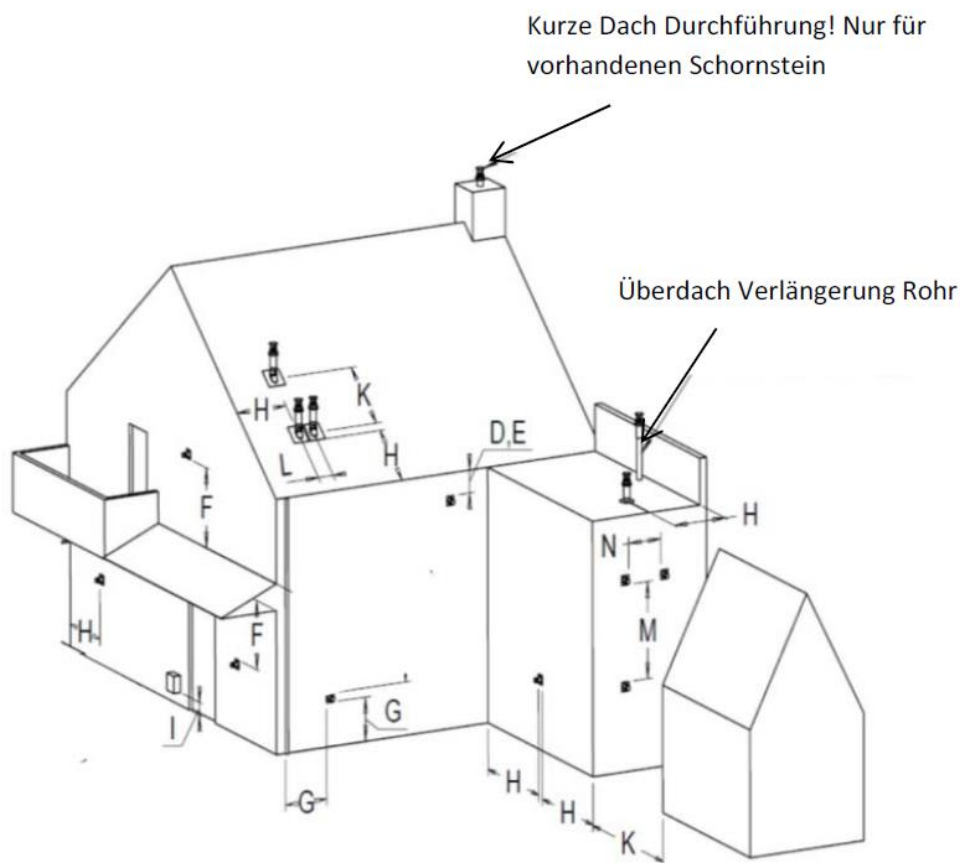 Kurze Dach Durchführung! Nur für
vorhandenen Schornstein
Überdach Verlängerung Rohr
K
H
D,E
L
H
F
H
N
F
M
H
I
G
G
H
H
K